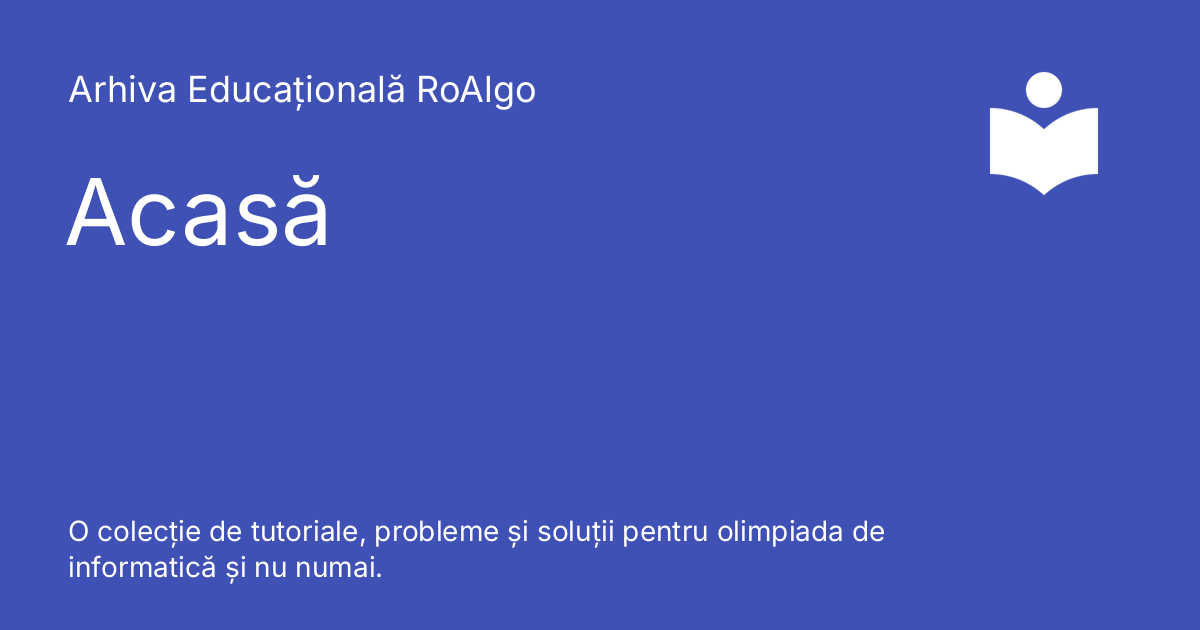 Arhiva Educațională RoAlgo
Acasă
O colecție de tutoriale, probleme și soluții pentru olimpiada de
informatică și nu numai.